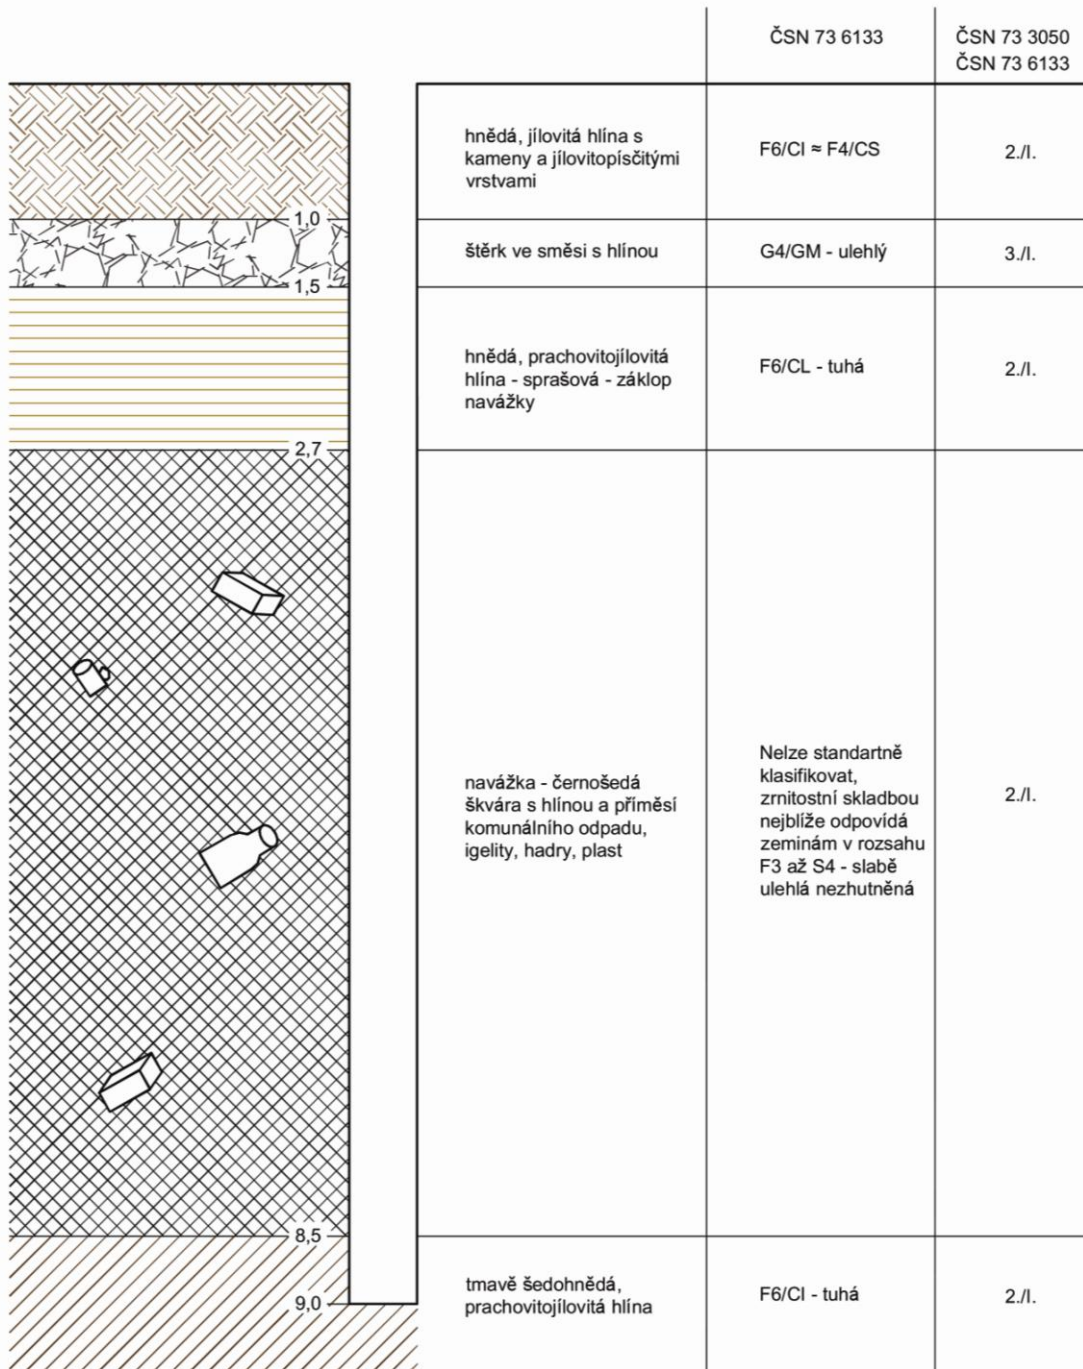 ČSN 73 6133
ČSN 73 3050
ČSN 73 6133
hnědá, jílovitá hlína s
kameny a jílovitopísčitými
vrstvami
F6/CI ≈ F4/CS
2./I.
1,0
štěrk ve směsi s hlínou
G4/GM - ulehlý
3./I.
1,5
hnědá, prachovitojílovitá
hlína - sprašová - záklop
navážky
F6/CL - tuhá
2./I.
2,7
navážka - černošedá
škvára s hlínou a příměsí
komunálního odpadu,
igelity, hadry, plast
Nelze standartně
klasifikovat,
zrnitostní skladbou
nejblíže odpovídá
zeminám v rozsahu
F3 až S4 - slabě
ulehlá nezhutněná
2./I.
8,5
tmavě šedohnědá,
prachovitojílovitá hlína
F6/CI - tuhá
2./I.
9,0